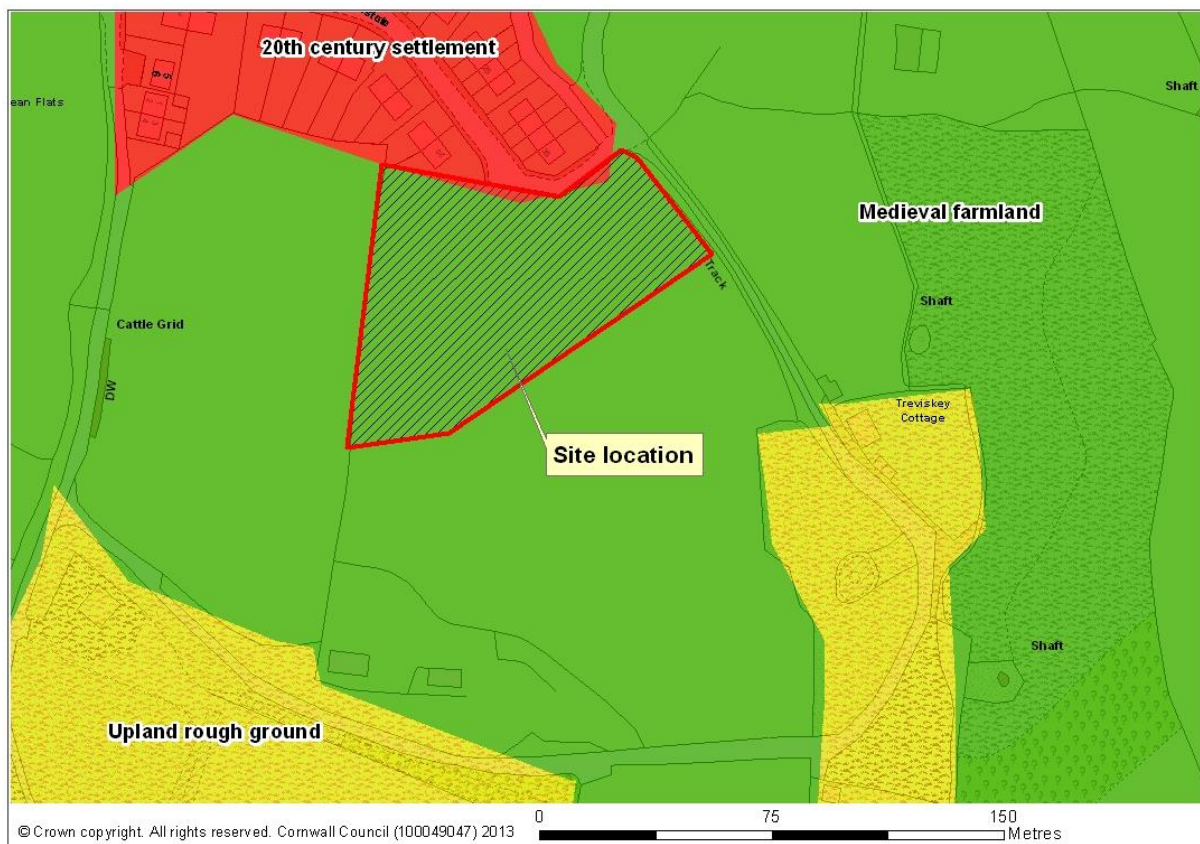 20th century settlement
ean Flats
Shaft
Medieval farmland
Cattle Grid
DW
Track
Shaft
Treviskey
Cottage
Site location
Shaft
Upland rough ground
© Crown copyright. All rights reserved. Cornwall Council (100049047) 2013
0 75 150
Metres